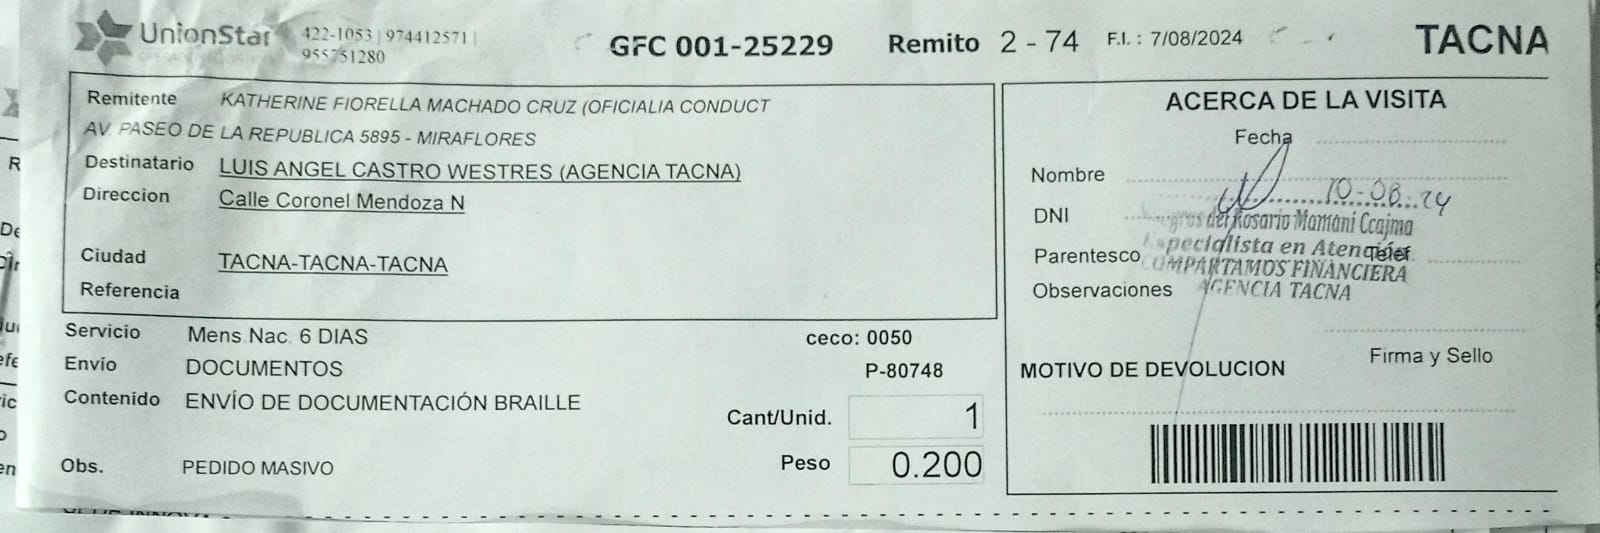 UnionStar 422-1053 | 974412571 |
955751280
GFC 001-25229 Remito 2 - 74 F.I. : 7/08/2024 TACNA
Remitente KATHERINE FIORELLA MACHADO CRUZ (OFICIALIA CONDUCT
AV. PASEO DE LA REPUBLICA 5895 - MIRAFLORES
Destinatario LUIS ANGEL CASTRO WESTRES (AGENCIA TACNA)
Direccion Calle Coronel Mendoza N
Ciudad TACNA-TACNA-TACNA
Referencia
Servicio Mens Nac. 6 DIAS ceco: 0050
Envío DOCUMENTOS P-80748
Contenido ENVÍO DE DOCUMENTACIÓN BRAILLE
Cant/Unid. 1
Obs. PEDIDO MASIVO Peso 0.200
ACERCA DE LA VISITA
Fecha
Nombre
10-08-24
DNI
del Rosario Mamani Ccajma
Especialista en Atención
Parentesco Telef.
COMPARTAMOS FINANCIERA
Observaciones AGENCIA TACNA
Firma y Sello
MOTIVO DE DEVOLUCION